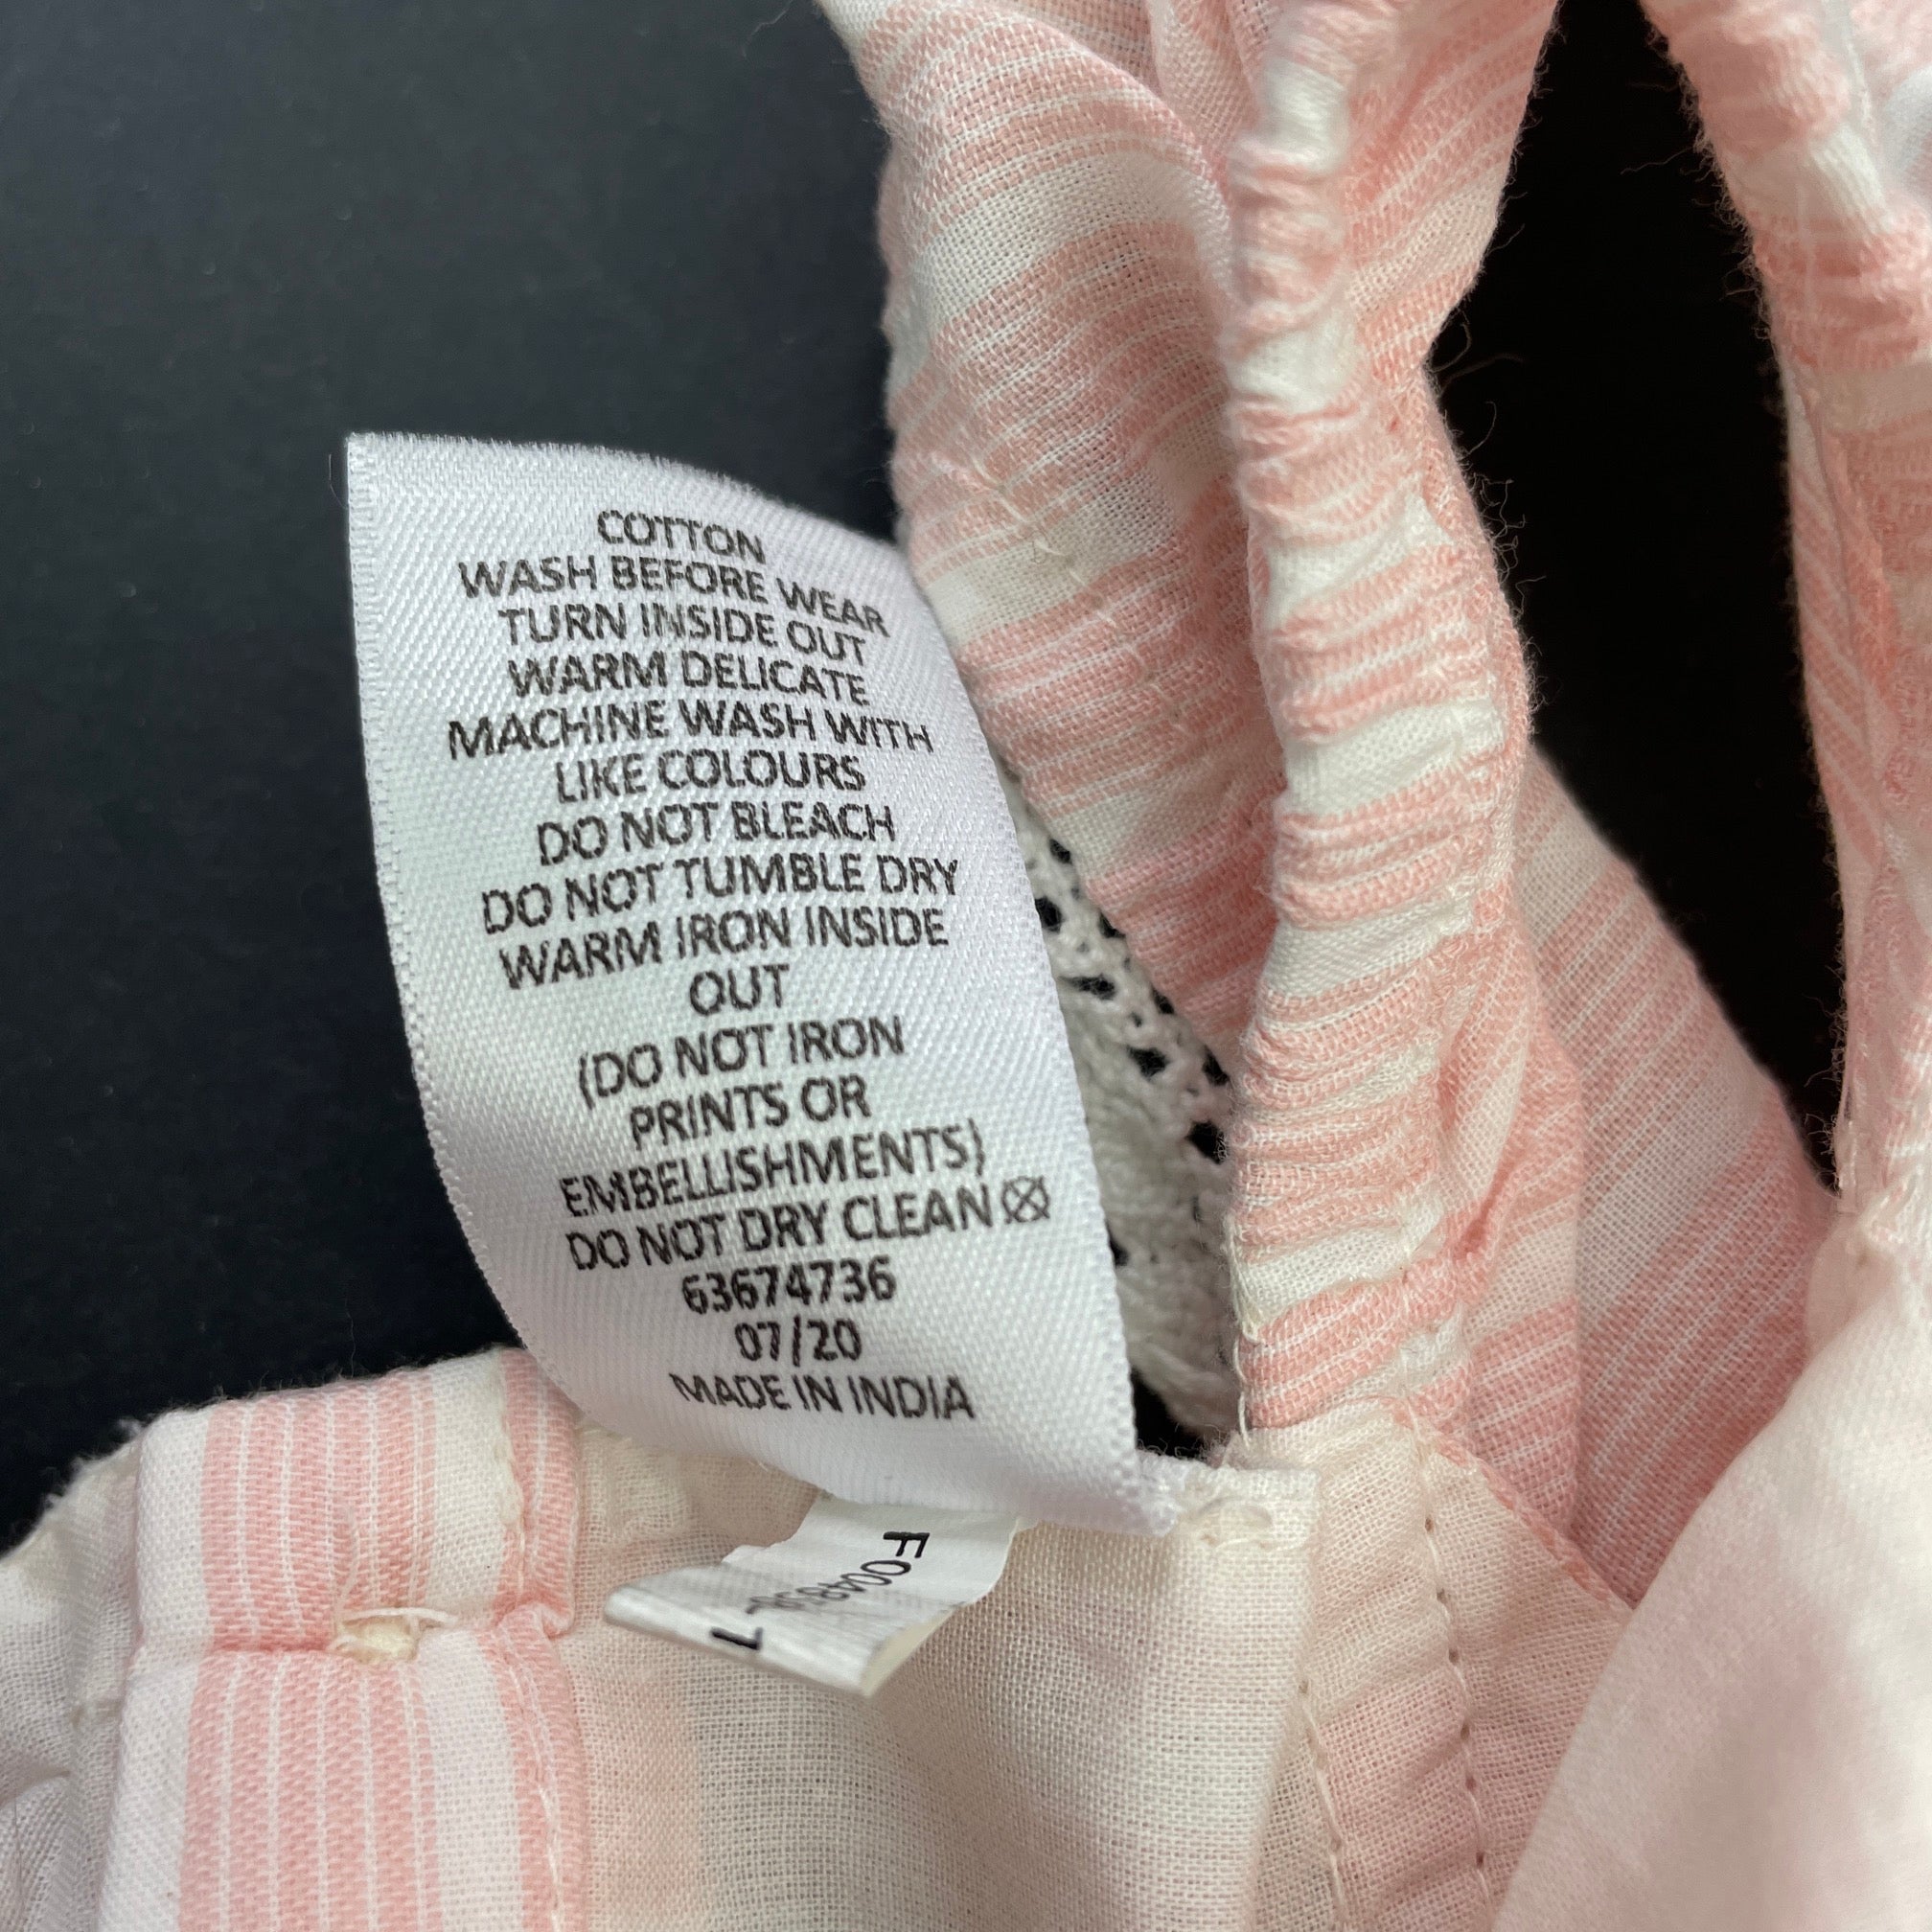 COTTON
WASH BEFORE WEAR
TURN INSIDE OUT
WARM DELICATE
MACHINE WASH WITH
LIKE COLOURS
DO NOT BLEACH
DO NOT TUMBLE DRY
WARM IRON INSIDE
OUT
(DO NOT IRON
PRINTS OR
EMBELLISHMENTS)
DO NOT DRY CLEAN
63674736
07/20
MADE IN INDIA